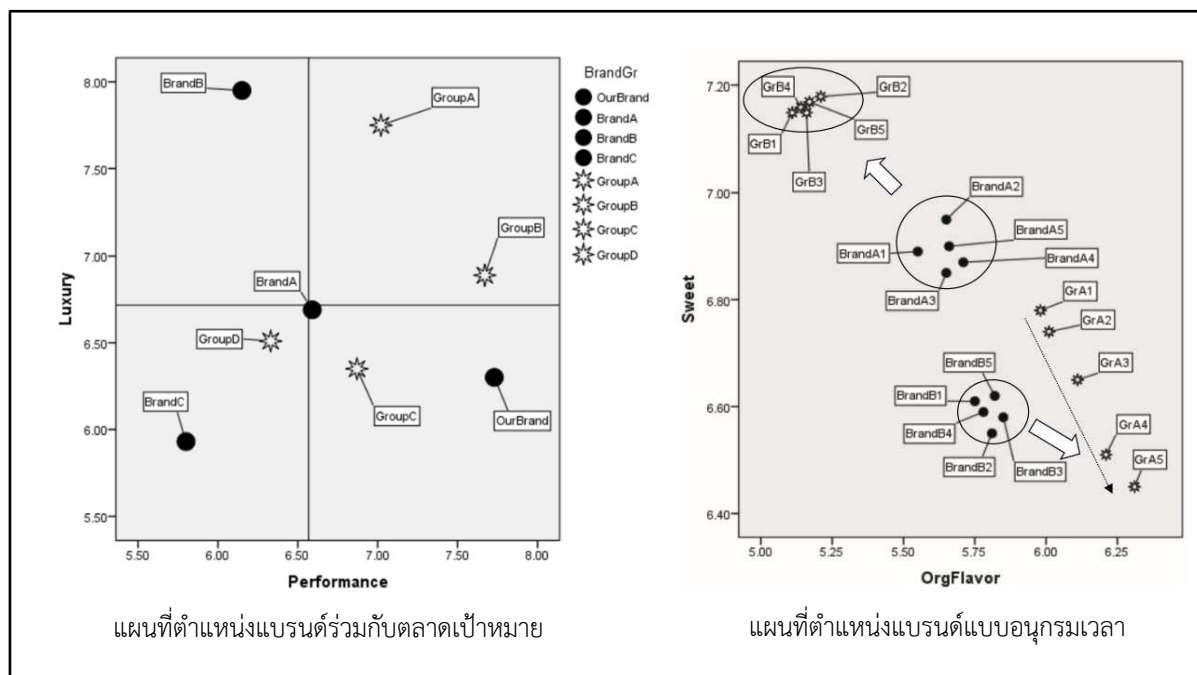 8.00
7.50
7.00
6.50
6.00
5.50
Luxury
BrandB
GroupA
GroupB
BrandA
GroupD
BrandC
GroupC
OurBrand
5.50 6.00 6.50 7.00 7.50 8.00
Performance
BrandGr
OurBrand
BrandA
BrandB
BrandC
GroupA
GroupB
GroupC
GroupD
แผนที่ตำแหน่งแบรนด์ร่วมกับตลาดเป้าหมาย
7.20
7.00
6.80
6.60
6.40
Sweet
GrB4
GrB2
GrB1
GrB5
GrB3
BrandA2
BrandA5
BrandA1
BrandA4
BrandA3
GrA1
GrA2
GrA3
BrandB5
BrandB1
BrandB4
GrA4
BrandB2
BrandB3
GrA5
5.00 5.25 5.50 5.75 6.00 6.25
OrgFlavor
แผนที่ตำแหน่งแบรนด์แบบอนุกรมเวลา